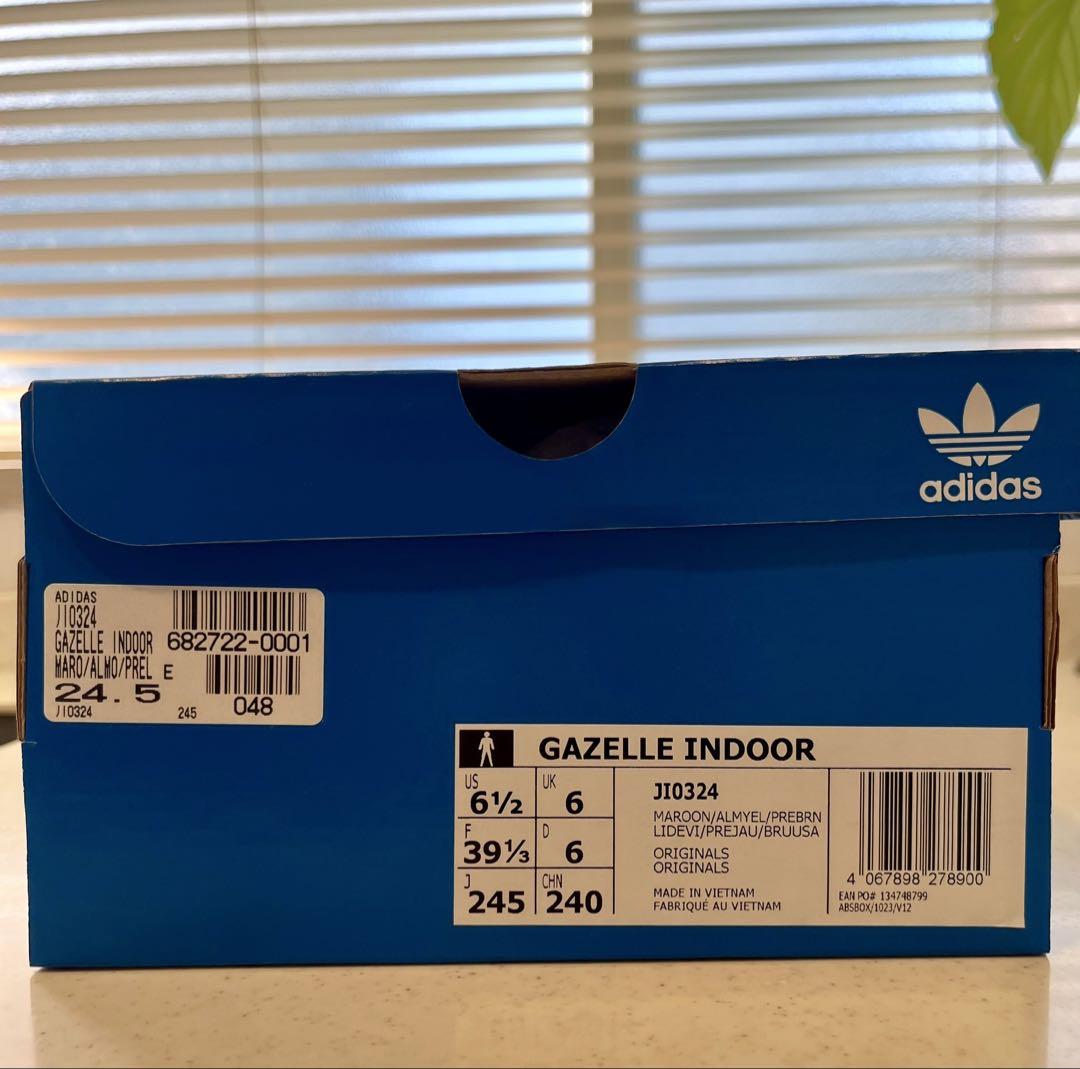 adidas
ADIDAS
JI0324
GAZELLE INDOOR 682722-0001
MARO/ALMO/PREL E
24.5
048
JI0324 245
GAZELLE INDOOR
US 6½ UK 6
F 39⅓ D 6
J 245 CHN 240
JI0324
MAROON/ALMYEL/PREBRN
LIDEVI/PREJAU/BRUUSA
ORIGINALS
ORIGINALS
MADE IN VIETNAM
FABRIQUÉ AU VIETNAM
4 067898 278900
EAN PO# 134748799
ABSBOX/1023/V12